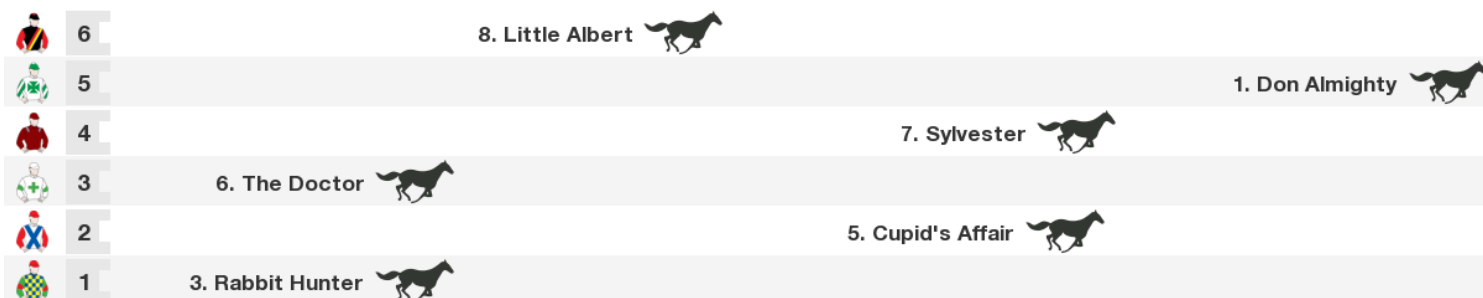 6 8. Little Albert
5 1. Don Almighty
4 7. Sylvester
3 6. The Doctor
2 5. Cupid's Affair
1 3. Rabbit Hunter